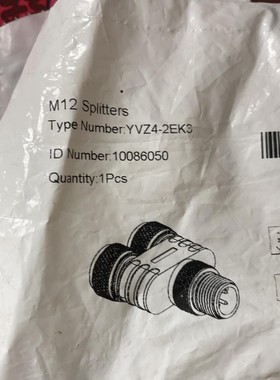 M12 Splitters
Type Number:YVZ4-2EK3
ID Number:10086050
Quantity:1Pcs